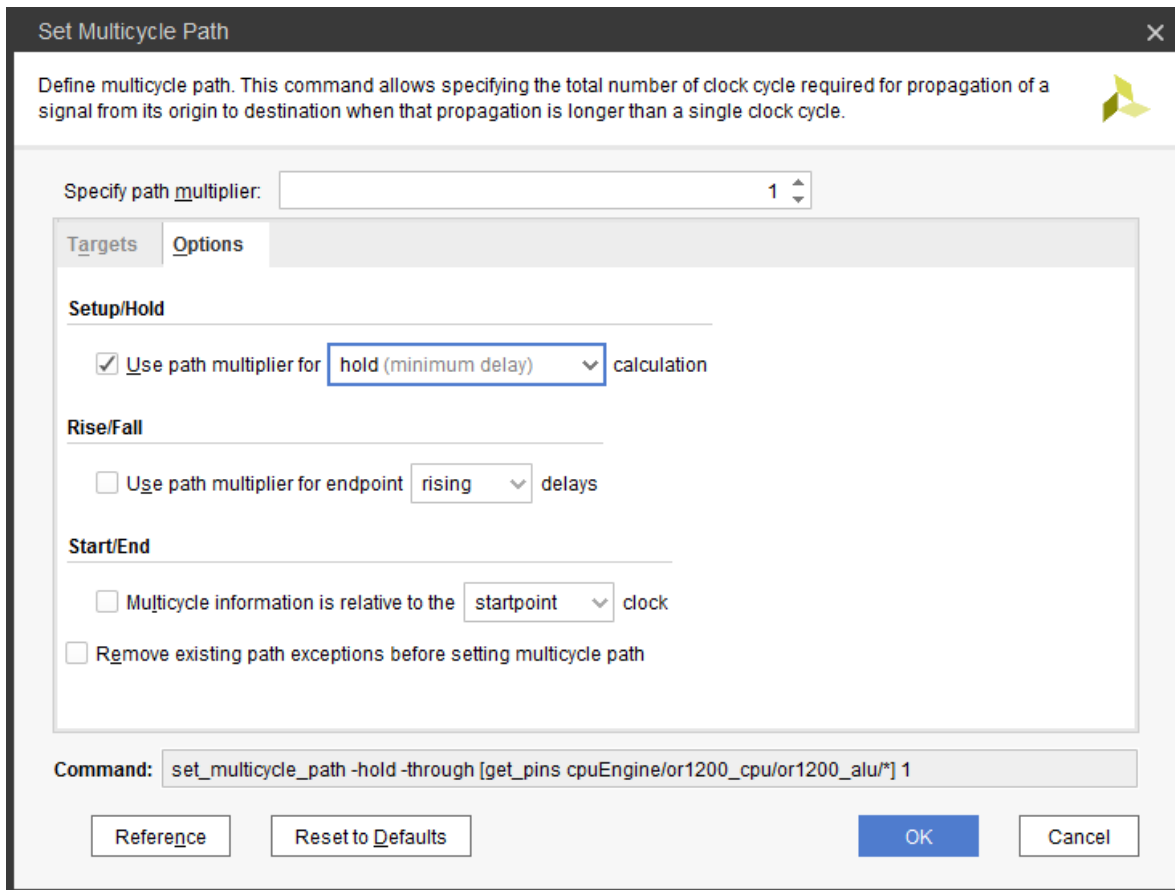 Set Multicycle Path
Define multicycle path. This command allows specifying the total number of clock cycle required for propagation of a
signal from its origin to destination when that propagation is longer than a single clock cycle.
Specify path multiplier: 1
Targets Options
Setup/Hold
Use path multiplier for hold (minimum delay) calculation
Rise/Fall
Use path multiplier for endpoint rising delays
Start/End
Multicycle information is relative to the startpoint clock
Remove existing path exceptions before setting multicycle path
Command: set_multicycle_path -hold -through [get_pins cpuEngine/or1200_cpu/or1200_alu/*] 1
Reference Reset to Defaults OK Cancel